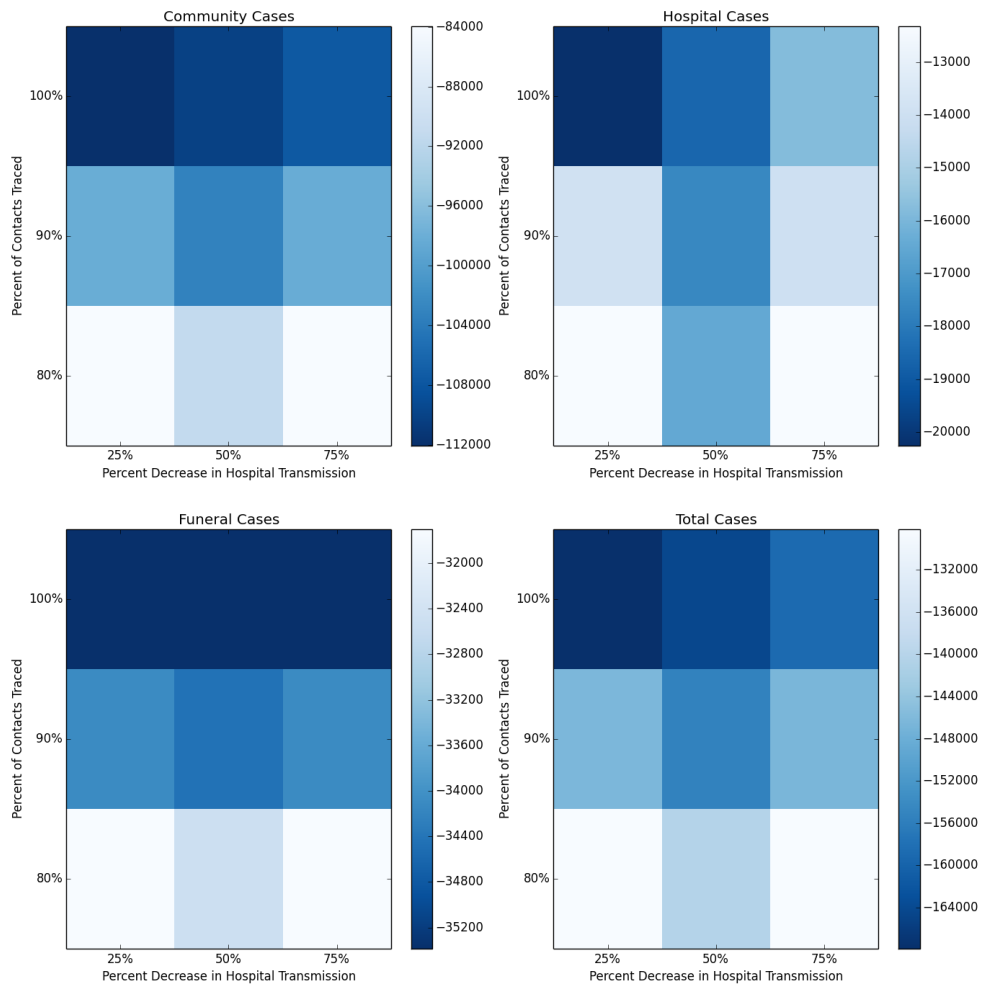 Community Cases
Percent of Contacts Traced
100%
90%
80%
25% 50% 75%
Percent Decrease in Hospital Transmission
−84000
−88000
−92000
−96000
−100000
−104000
−108000
−112000
Hospital Cases
Percent of Contacts Traced
100%
90%
80%
25% 50% 75%
Percent Decrease in Hospital Transmission
−13000
−14000
−15000
−16000
−17000
−18000
−19000
−20000
Funeral Cases
Percent of Contacts Traced
100%
90%
80%
25% 50% 75%
Percent Decrease in Hospital Transmission
−32000
−32400
−32800
−33200
−33600
−34000
−34400
−34800
−35200
Total Cases
Percent of Contacts Traced
100%
90%
80%
25% 50% 75%
Percent Decrease in Hospital Transmission
−132000
−136000
−140000
−144000
−148000
−152000
−156000
−160000
−164000